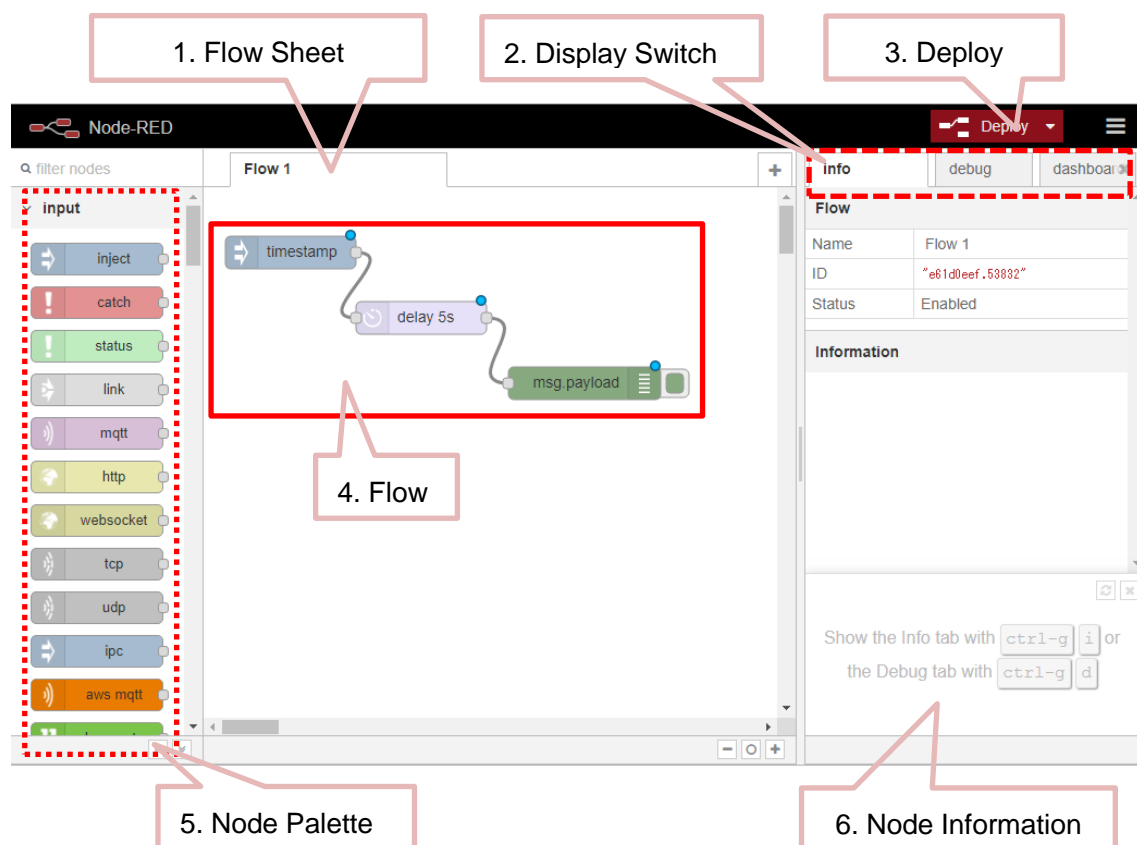 1. Flow Sheet
2. Display Switch
3. Deploy
Node-RED
Deploy
filter nodes
Flow 1
info
debug
input
Flow
inject
timestamp
Name
Flow 1
ID
"e61d0eef.53832"
catch
Status
Enabled
delay 5s
status
Information
link
msg.payload
mqtt
http
4. Flow
websocket
tcp
udp
Show the Info tab with ctrl-g i or
the Debug tab with ctrl-g d
ipc
aws mqtt
5. Node Palette
6. Node Information